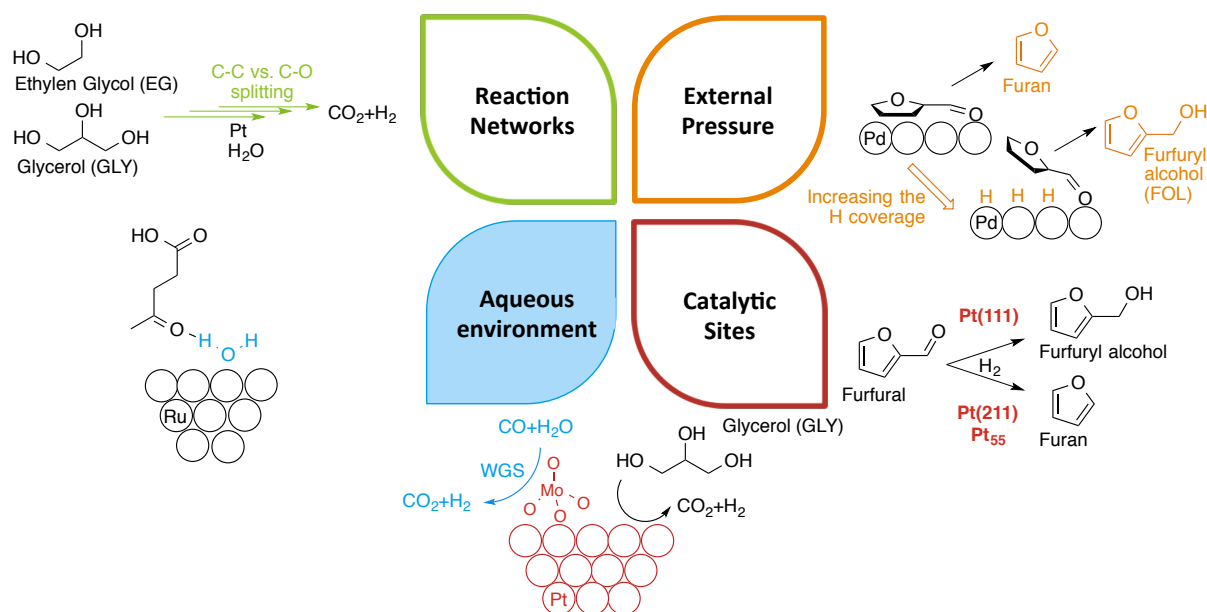 OH
HO
Ethylen Glycol (EG)
OH
HO
OH
Glycerol (GLY)
C-C vs. C-O
splitting
Pt
H₂O
CO₂+H₂
Reaction
Networks
External
Pressure
O
Furan
O
O
Pd
O
O
O
OH
Furfuryl
alcohol
(FOL)
Increasing the
H coverage
H H H
Pd
HO
O
O
H
H
O
Ru
Aqueous
environment
Catalytic
Sites
O
O
Furfural
Pt(111)
H₂
Pt(211)
Pt₅₅
O
OH
Furfuryl alcohol
O
Furan
CO+H₂O
WGS
CO₂+H₂
O
Mo
O
O
O
Glycerol (GLY)
OH
HO
OH
CO₂+H₂
Pt